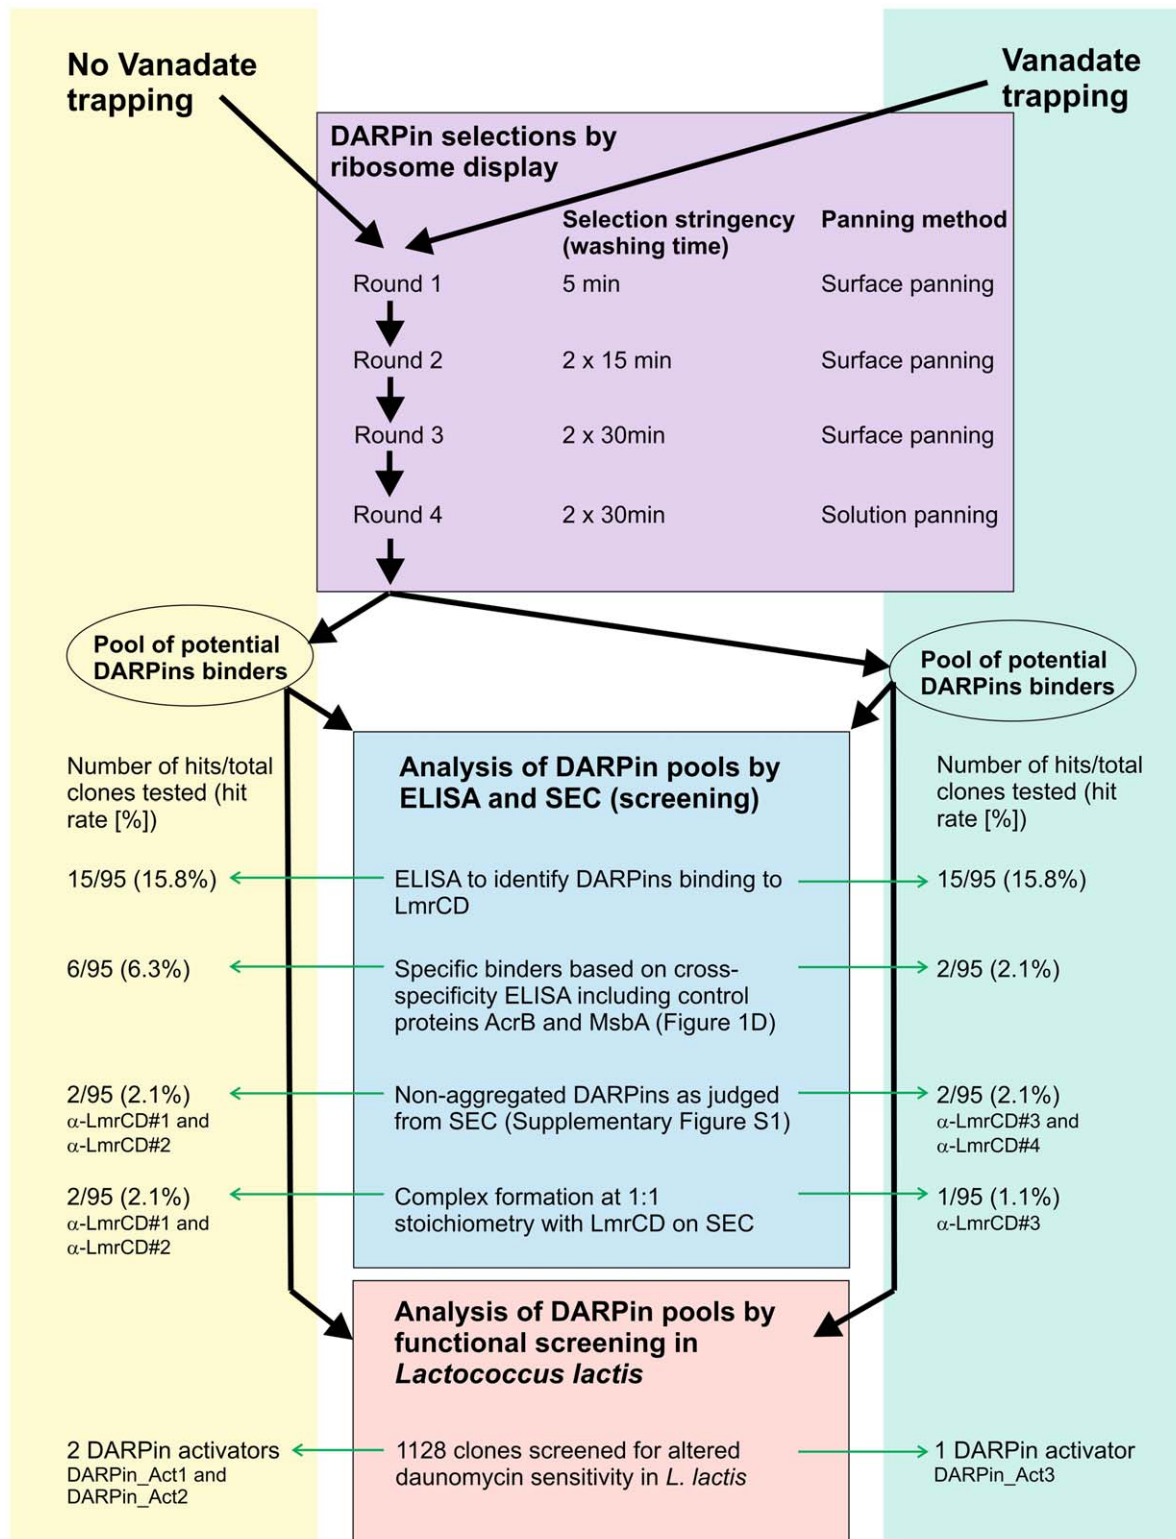 No Vanadate
trapping
Vanadate
trapping
DARPin selections by
ribosome display
Selection stringency
(washing time)
Panning method
Round 1
5 min
Surface panning
Round 2
2 x 15 min
Surface panning
Round 3
2 x 30min
Surface panning
Round 4
2 x 30min
Solution panning
Pool of potential
DARPins binders
Pool of potential
DARPins binders
Number of hits/total
clones tested (hit
rate [%])
Analysis of DARPin pools by
ELISA and SEC (screening)
Number of hits/total
clones tested (hit
rate [%])
15/95 (15.8%)
ELISA to identify DARPins binding to
LmrCD
15/95 (15.8%)
6/95 (6.3%)
Specific binders based on cross-
specificity ELISA including control
proteins AcrB and MsbA (Figure 1D)
2/95 (2.1%)
2/95 (2.1%)
α-LmrCD#1 and
α-LmrCD#2
Non-aggregated DARPins as judged
from SEC (Supplementary Figure S1)
2/95 (2.1%)
α-LmrCD#3 and
α-LmrCD#4
2/95 (2.1%)
α-LmrCD#1 and
α-LmrCD#2
Complex formation at 1:1
stoichiometry with LmrCD on SEC
1/95 (1.1%)
α-LmrCD#3
Analysis of DARPin pools by
functional screening in
Lactococcus lactis
2 DARPin activators
DARPin_Act1 and
DARPin_Act2
1128 clones screened for altered
daunomycin sensitivity in L. lactis
1 DARPin activator
DARPin_Act3